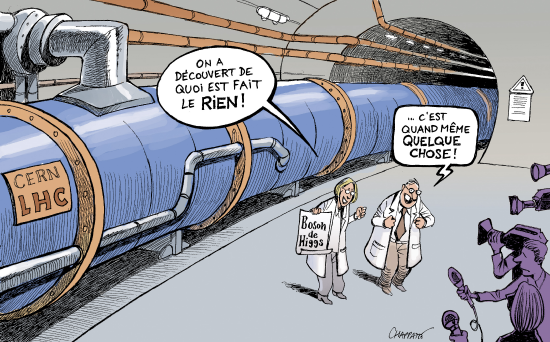 ON A
DÉCOUVERT DE
QUOI EST FAIT
LE RIEN!
... C'EST
QUAND MÊME
QUELQUE
CHOSE!
CERN
LHC
Boson
de
Higgs
CHAPPATTE